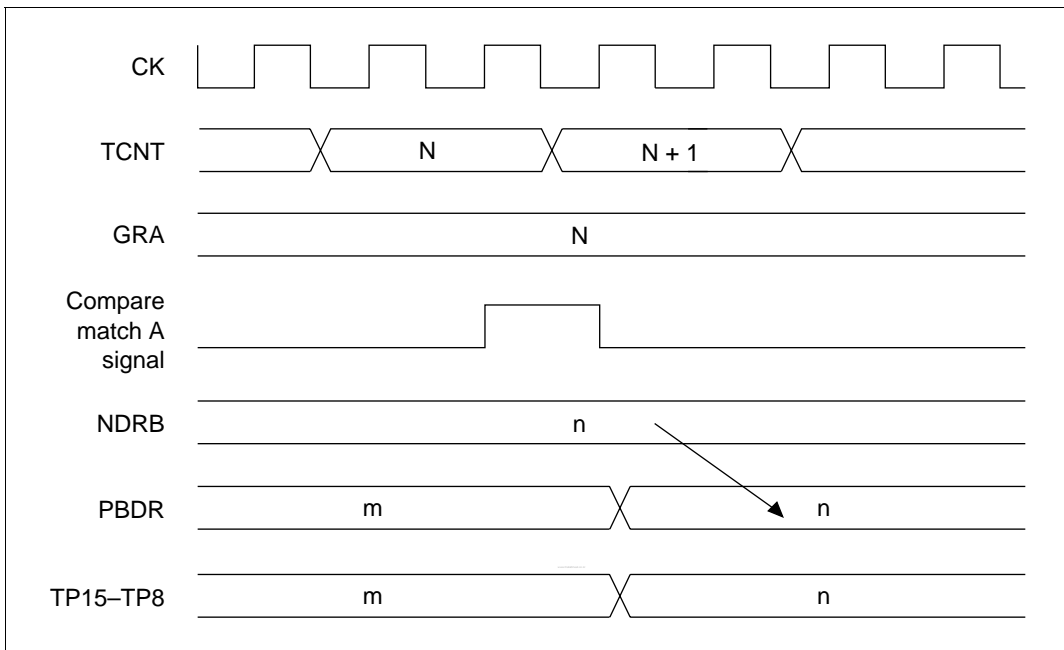 CK
TCNT
N
N + 1
GRA
N
Compare
match A
signal
NDRB
n
PBDR
m
n
TP15–TP8
m
n